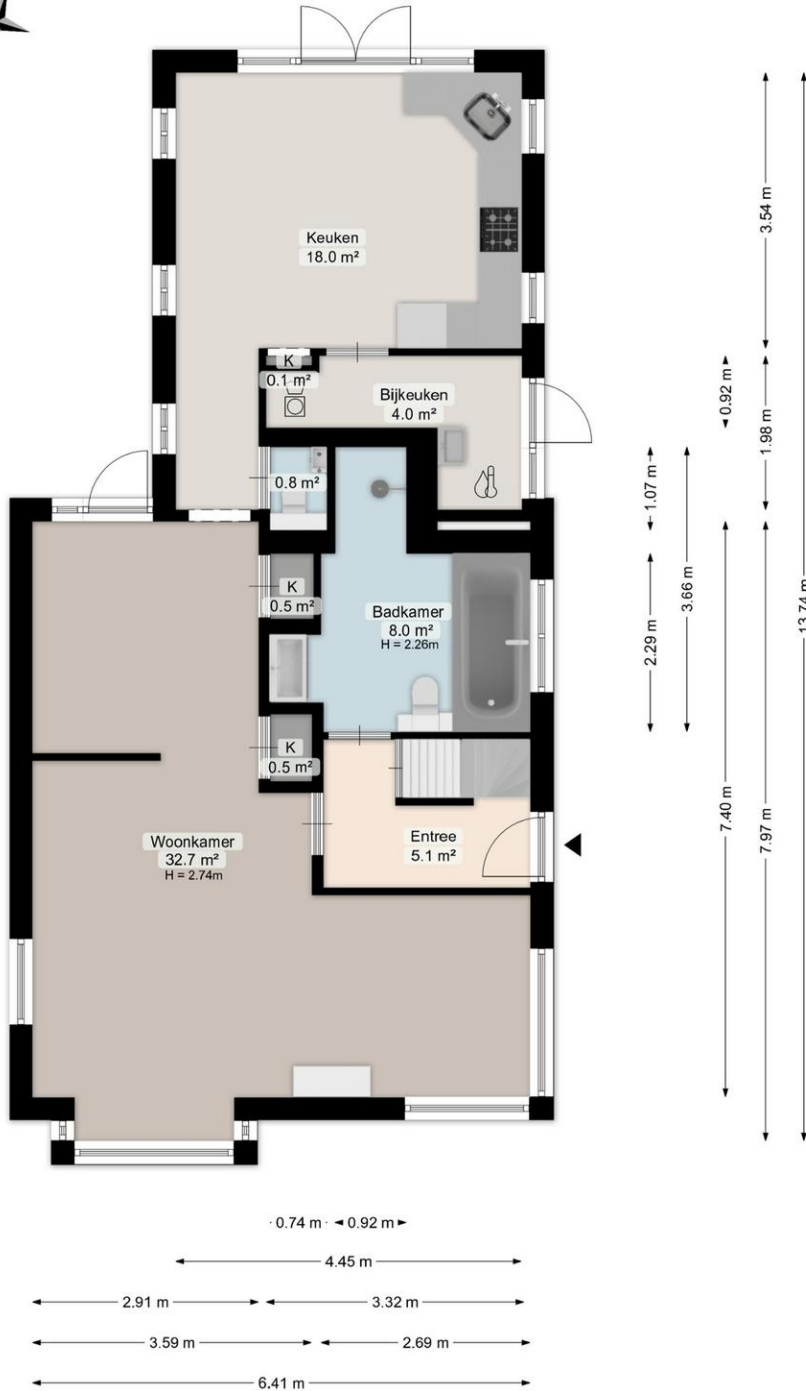 Keuken
18.0 m²
K
0.1 m²
Bijkeuken
4.0 m²
0.8 m²
K
0.5 m²
Badkamer
8.0 m²
H = 2.26m
K
0.5 m²
Woonkamer
32.7 m²
H = 2.74m
Entree
5.1 m²
3.54 m
0.92 m
1.98 m
1.07 m
3.66 m
13.74 m
2.29 m
7.40 m
7.97 m
0.74 m 0.92 m
4.45 m
2.91 m 3.32 m
3.59 m 2.69 m
6.41 m